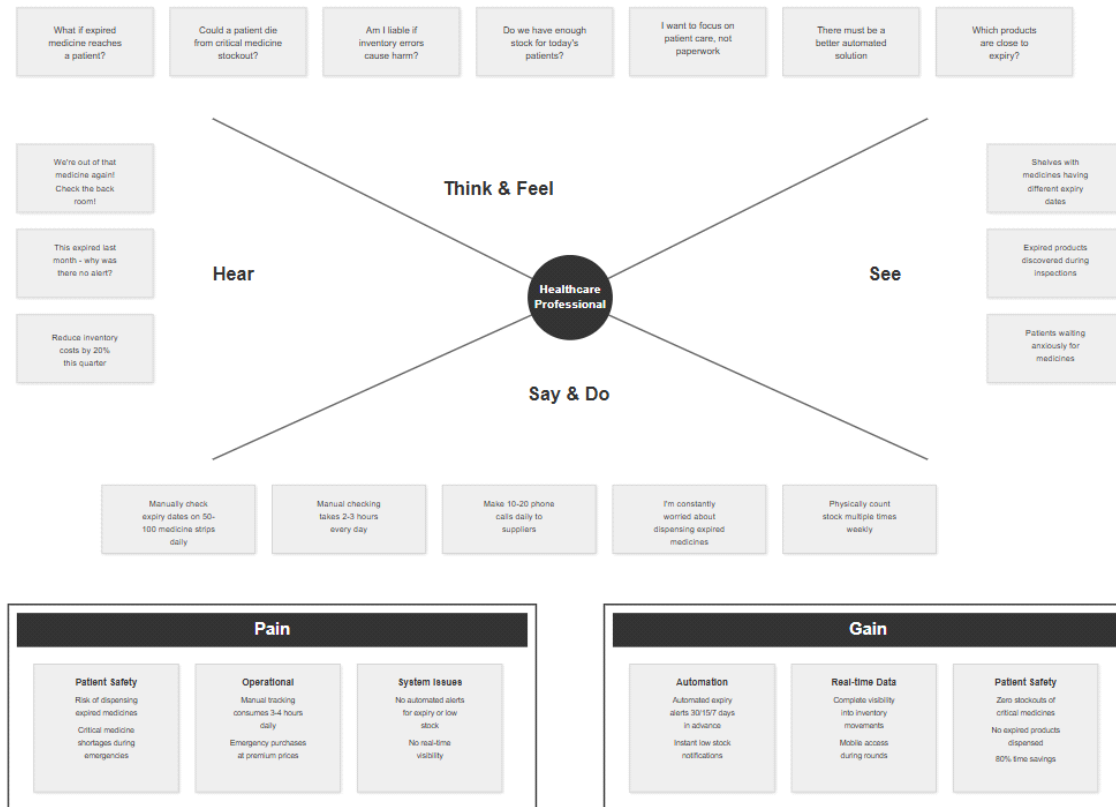 What if expired
medicine reaches
a patient?
Could a patient die
from critical medicine
stockout?
Am I liable if
inventory errors
cause harm?
Do we have enough
stock for today's
patients?
I want to focus on
patient care, not
paperwork
There must be a
better automated
solution
Which products
are close to
expiry?
Think & Feel
We're out of that
medicine again!
Check the back
room!
This expired last
month - why was
there no alert?
Reduce inventory
costs by 20%
this quarter
Hear
Healthcare
Professional
See
Shelves with
medicines having
different expiry
dates
Expired products
discovered during
inspections
Patients waiting
anxiously for
medicines
Say & Do
Manually check
expiry dates on 50-
100 medicine strips
daily
Manual checking
takes 2-3 hours
every day
Make 10-20 phone
calls daily to
suppliers
I'm constantly
worried about
dispensing expired
medicines
Physically count
stock multiple times
weekly
Pain
Patient Safety
Risk of dispensing
expired medicines
Critical medicine
shortages during
emergencies
Operational
Manual tracking
consumes 3-4 hours
daily
Emergency purchases
at premium prices
System Issues
No automated alerts
for expiry or low
stock
No real-time
visibility
Gain
Automation
Automated expiry
alerts 30/15/7 days
in advance
Instant low stock
notifications
Real-time Data
Complete visibility
into inventory
movements
Mobile access
during rounds
Patient Safety
Zero stockouts of
critical medicines
No expired products
dispensed
80% time savings